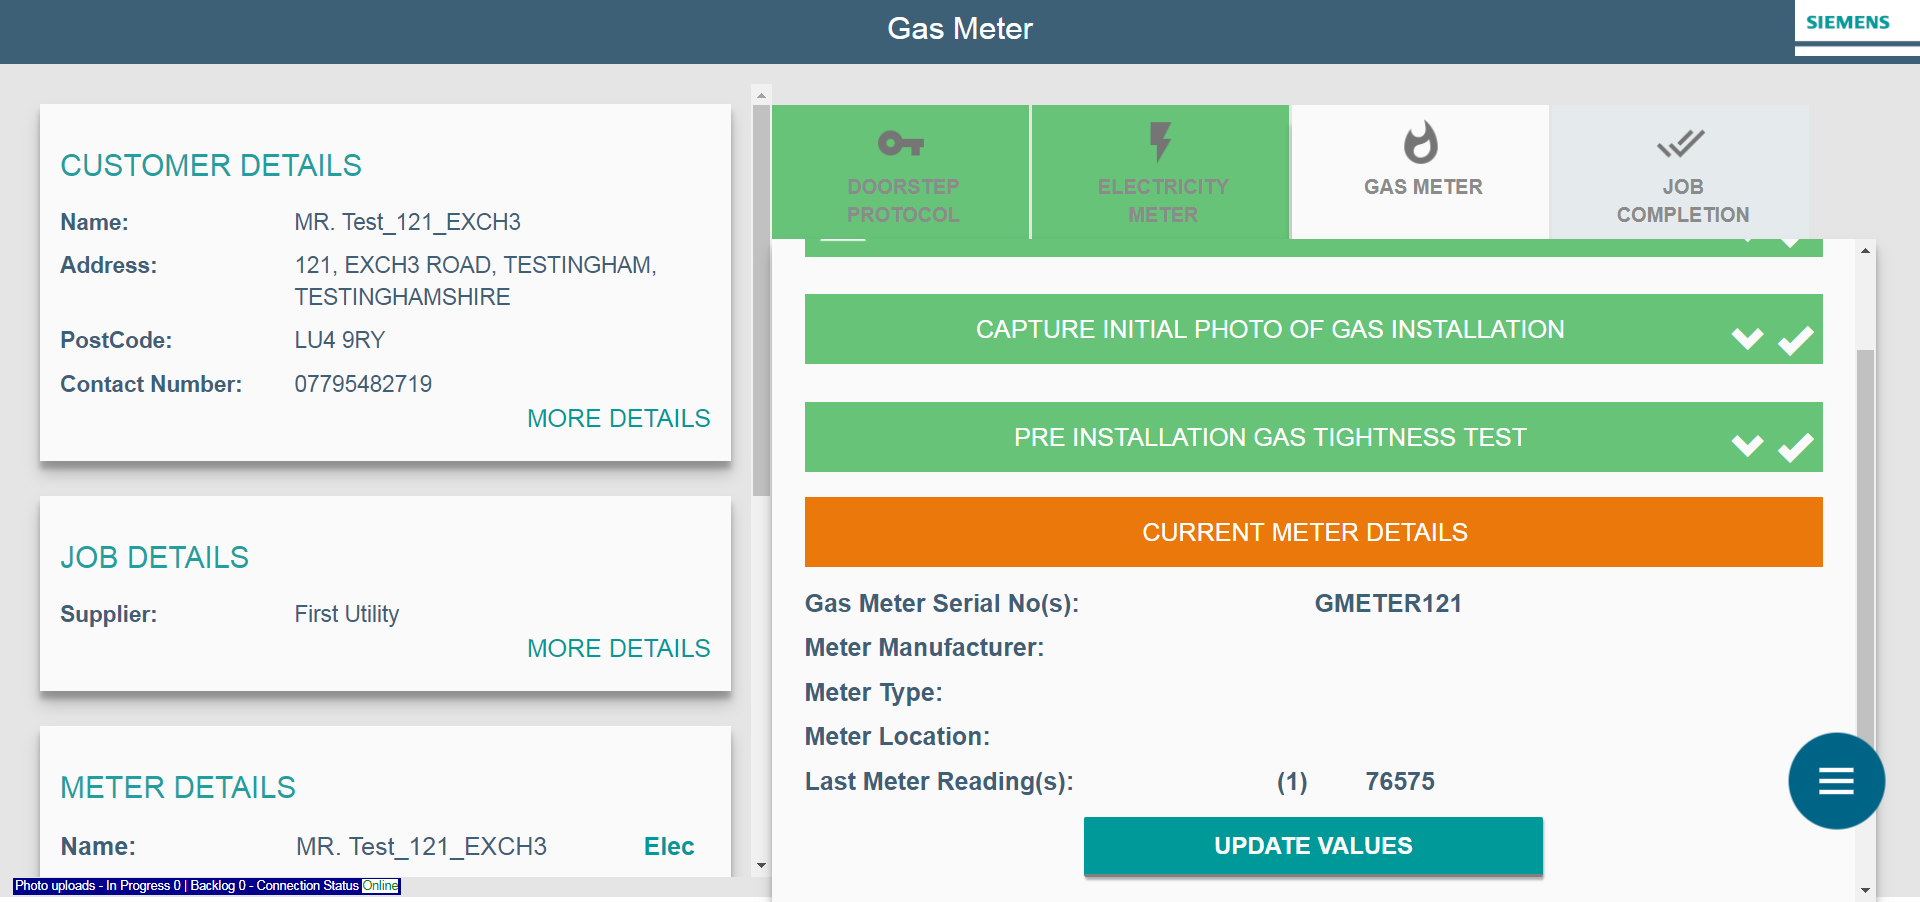 Gas Meter
SIEMENS
CUSTOMER DETAILS
Name: MR. Test_121_EXCH3
Address: 121, EXCH3 ROAD, TESTINGHAM,
TESTINGHAMSHIRE
PostCode: LU4 9RY
Contact Number: 07795482719
MORE DETAILS
JOB DETAILS
Supplier: First Utility
MORE DETAILS
METER DETAILS
Name: MR. Test_121_EXCH3 Elec
Photo uploads - In Progress 0 | Backlog 0 - Connection Status Online
DOORSTEP
PROTOCOL
ELECTRICITY
METER
GAS METER
JOB
COMPLETION
CAPTURE INITIAL PHOTO OF GAS INSTALLATION
PRE INSTALLATION GAS TIGHTNESS TEST
CURRENT METER DETAILS
Gas Meter Serial No(s): GMETER121
Meter Manufacturer:
Meter Type:
Meter Location:
Last Meter Reading(s): (1) 76575
UPDATE VALUES